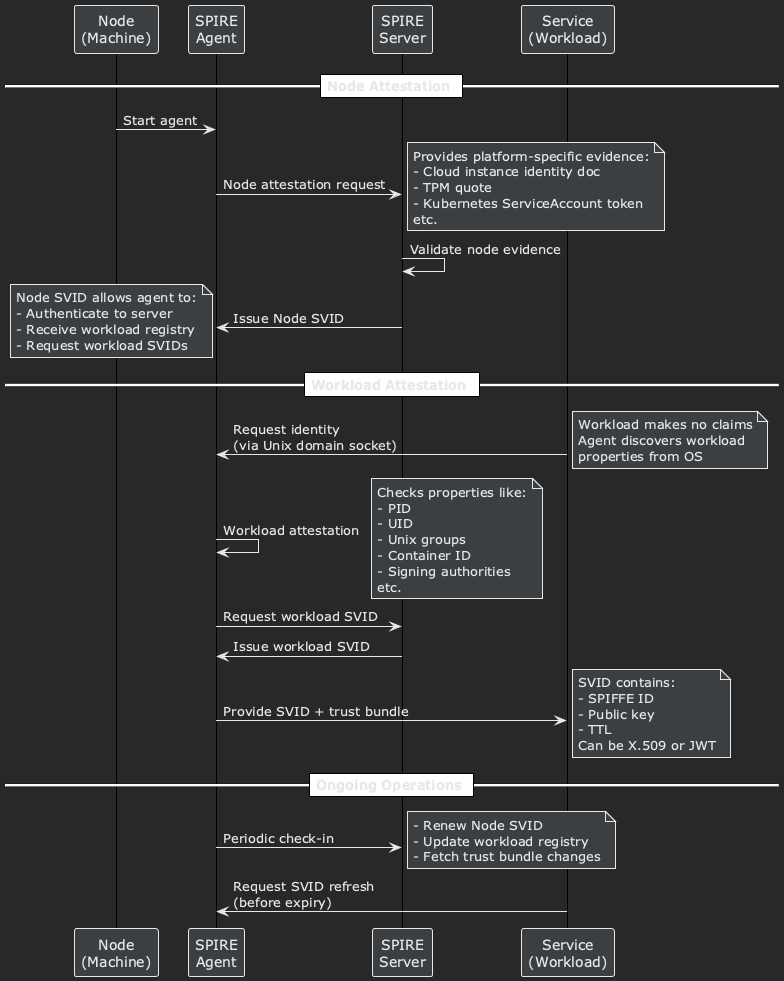 Node
(Machine)
SPIRE
Agent
SPIRE
Server
Service
(Workload)
Node Attestation
Start agent
Provides platform-specific evidence:
- Cloud instance identity doc
- TPM quote
- Kubernetes ServiceAccount token
etc.
Node attestation request
Validate node evidence
Node SVID allows agent to:
- Authenticate to server
- Receive workload registry
- Request workload SVIDs
Issue Node SVID
Workload Attestation
Request identity
(via Unix domain socket)
Workload makes no claims
Agent discovers workload
properties from OS
Workload attestation
Checks properties like:
- PID
- UID
- Unix groups
- Container ID
- Signing authorities
etc.
Request workload SVID
Issue workload SVID
Provide SVID + trust bundle
SVID contains:
- SPIFFE ID
- Public key
- TTL
Can be X.509 or JWT
Ongoing Operations
Periodic check-in
- Renew Node SVID
- Update workload registry
- Fetch trust bundle changes
Request SVID refresh
(before expiry)
Node
(Machine)
SPIRE
Agent
SPIRE
Server
Service
(Workload)